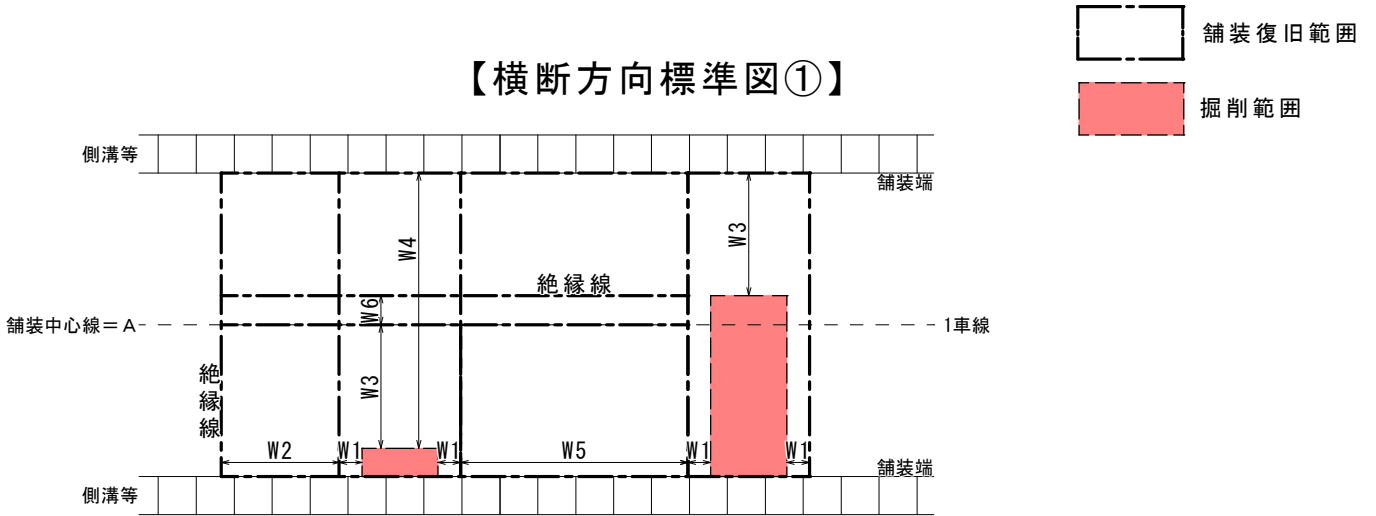 舗装復旧範囲
【横断方向標準図①】
掘削範囲
側溝等
舗装端
W4
W3
絶縁線
W6
舗装中心線＝A
1車線
絶縁線
W3
W2
W1
W1
W5
W1
W1
舗装端
側溝等